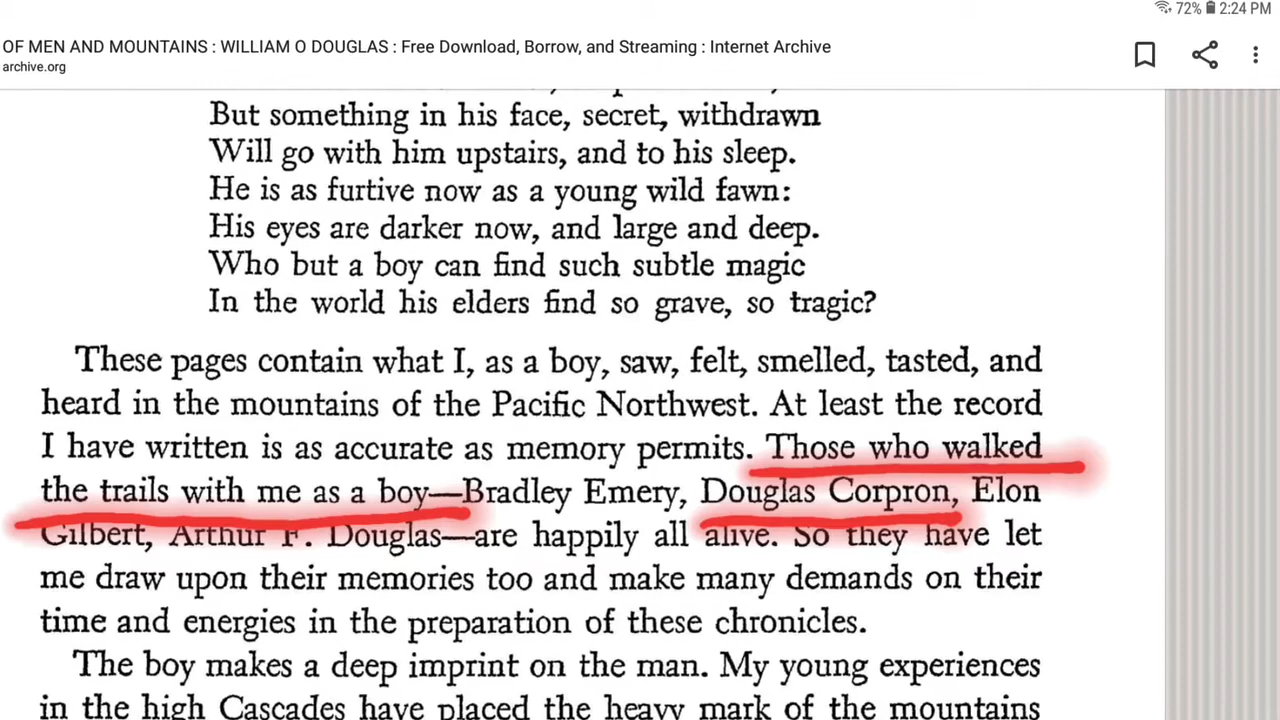 72% 2:24 PM
OF MEN AND MOUNTAINS : WILLIAM O DOUGLAS : Free Download, Borrow, and Streaming : Internet Archive
archive.org
But something in his face, secret, withdrawn
Will go with him upstairs, and to his sleep.
He is as furtive now as a young wild fawn:
His eyes are darker now, and large and deep.
Who but a boy can find such subtle magic
In the world his elders find so grave, so tragic?
These pages contain what I, as a boy, saw, felt, smelled, tasted, and
heard in the mountains of the Pacific Northwest. At least the record
I have written is as accurate as memory permits. Those who walked
the trails with me as a boy—Bradley Emery, Douglas Corpron, Elon
Gilbert, Arthur F. Douglas—are happily all alive. So they have let
me draw upon their memories too and make many demands on their
time and energies in the preparation of these chronicles.
The boy makes a deep imprint on the man. My young experiences
in the high Cascades have placed the heavy mark of the mountains